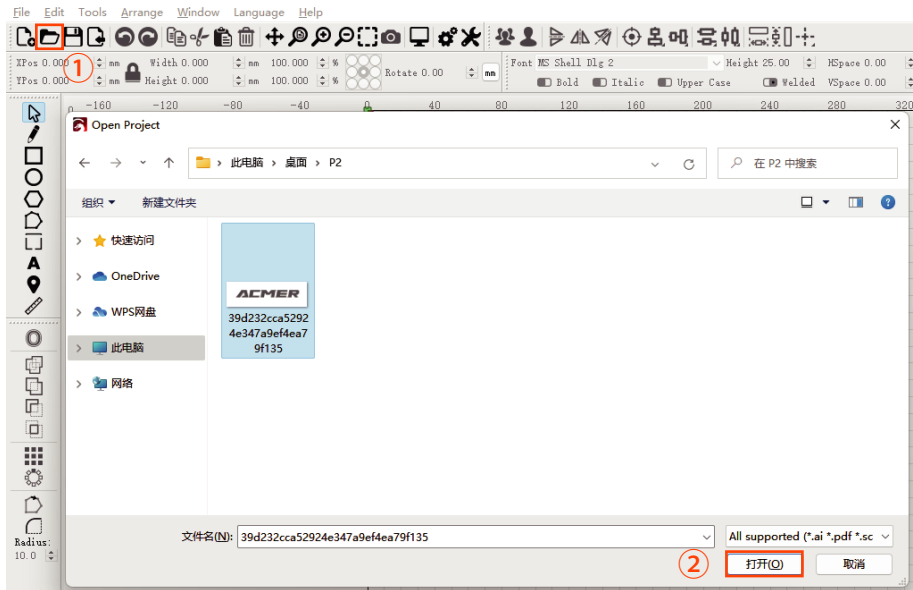 File Edit Tools Arrange Window Language Help
XPos 0.000 mm Width 0.000 mm 100.000 % Rotate 0.00 mm Font MS Shell Dlg 2 Height 25.00 HSpace 0.00
①
YPos 0.000 mm Height 0.000 mm 100.000 % Bold Italic Upper Case Welded VSpace 0.00
0 -160 -120 -80 -40 0 40 80 120 160 200 240 280 320
Open Project
此电脑 › 桌面 › P2
在 P2 中搜索
组织 新建文件夹
快速访问
OneDrive
WPS网盘
此电脑
网络
ACMER
39d232cca5292
4e347a9ef4ea7
9f135
Radius:
10.0
文件名(N): 39d232cca52924e347a9ef4ea79f135 All supported (*.ai *.pdf *.sc
② 打开(O) 取消